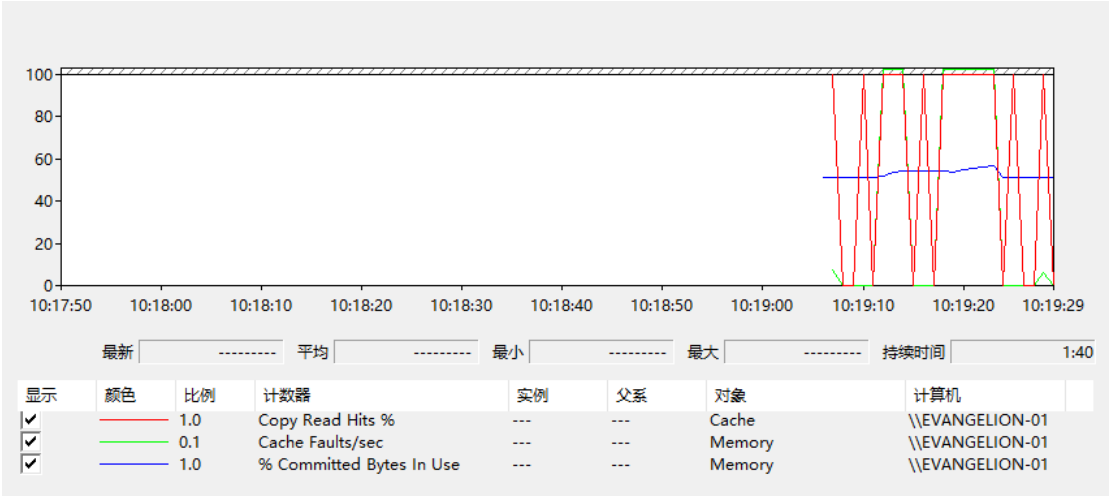 100
80
60
40
20
0
10:17:50 10:18:00 10:18:10 10:18:20 10:18:30 10:18:40 10:18:50 10:19:00 10:19:10 10:19:20 10:19:29
最新 --------- 平均 --------- 最小 --------- 最大 --------- 持续时间 1:40
显示 颜色 比例 计数器 实例 父系 对象 计算机
1.0 Copy Read Hits % --- --- Cache \\EVANGELION-01
0.1 Cache Faults/sec --- --- Memory \\EVANGELION-01
1.0 % Committed Bytes In Use --- --- Memory \\EVANGELION-01